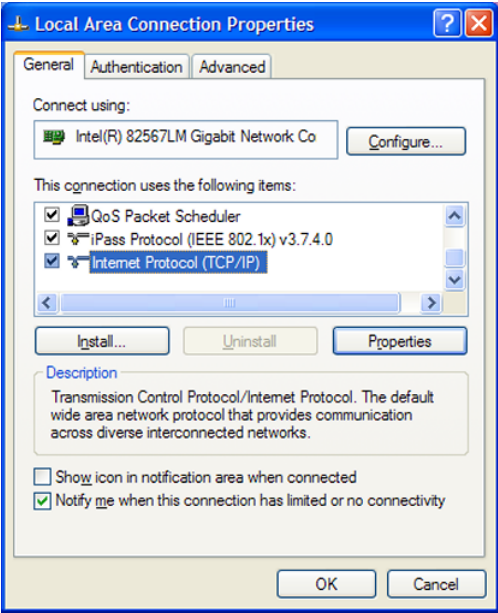 Local Area Connection Properties
General Authentication Advanced
Connect using:
Intel(R) 82567LM Gigabit Network Co
Configure...
This connection uses the following items:
QoS Packet Scheduler
iPass Protocol (IEEE 802.1x) v3.7.4.0
Internet Protocol (TCP/IP)
Install... Uninstall Properties
Description
Transmission Control Protocol/Internet Protocol. The default
wide area network protocol that provides communication
across diverse interconnected networks.
Show icon in notification area when connected
Notify me when this connection has limited or no connectivity
OK Cancel